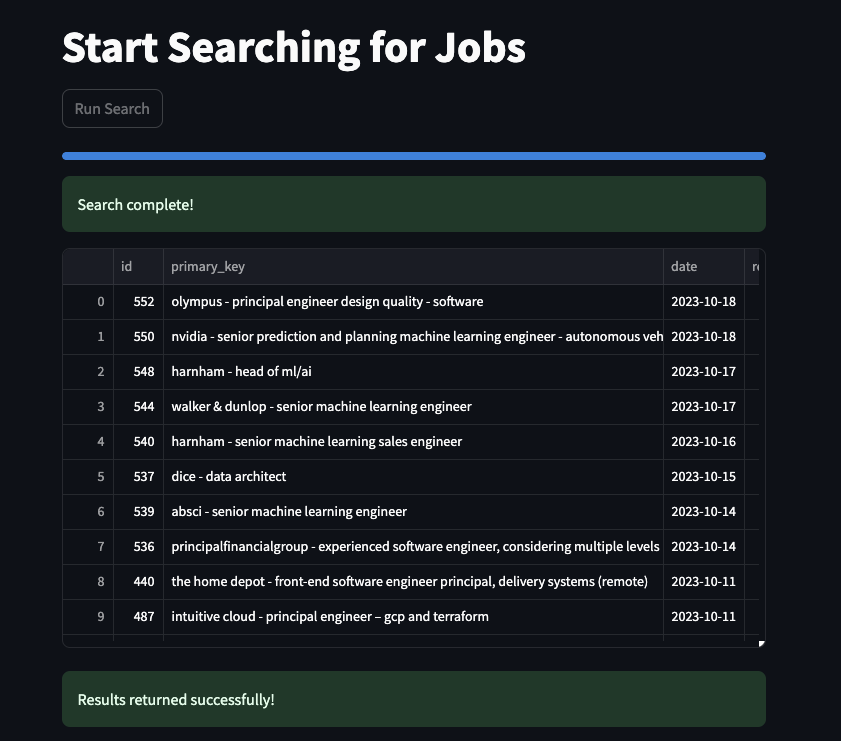 Start Searching for Jobs
Run Search
Search complete!
id primary_key date
0 552 olympus - principal engineer design quality - software 2023-10-18
1 550 nvidia - senior prediction and planning machine learning engineer - autonomous veh 2023-10-18
2 548 harnham - head of ml/ai 2023-10-17
3 544 walker & dunlop - senior machine learning engineer 2023-10-17
4 540 harnham - senior machine learning sales engineer 2023-10-16
5 537 dice - data architect 2023-10-15
6 539 absci - senior machine learning engineer 2023-10-14
7 536 principalfinancialgroup - experienced software engineer, considering multiple levels 2023-10-14
8 440 the home depot - front-end software engineer principal, delivery systems (remote) 2023-10-11
9 487 intuitive cloud - principal engineer – gcp and terraform 2023-10-11
Results returned successfully!